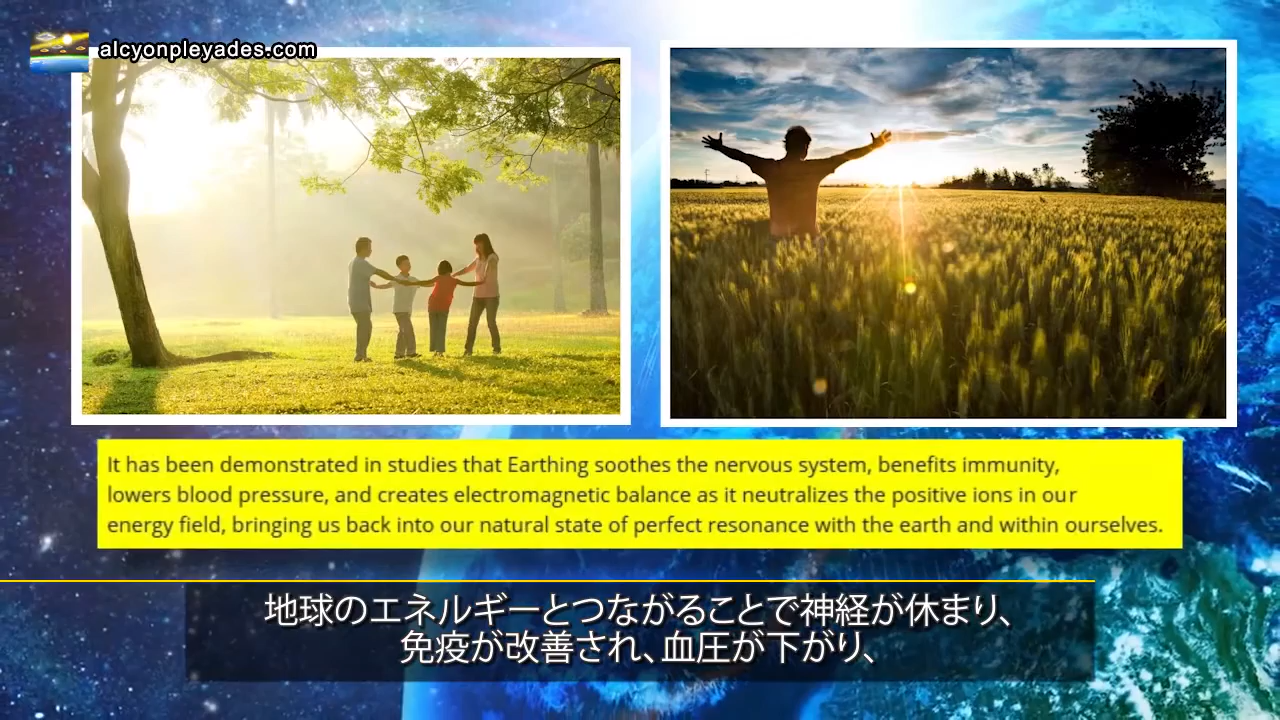 alcyonpleyades.com
It has been demonstrated in studies that Earthing soothes the nervous system, benefits immunity,
lowers blood pressure, and creates electromagnetic balance as it neutralizes the positive ions in our
energy field, bringing us back into our natural state of perfect resonance with the earth and within ourselves.
地球のエネルギーとつながることで神経が休まり、
免疫が改善され、血圧が下がり、